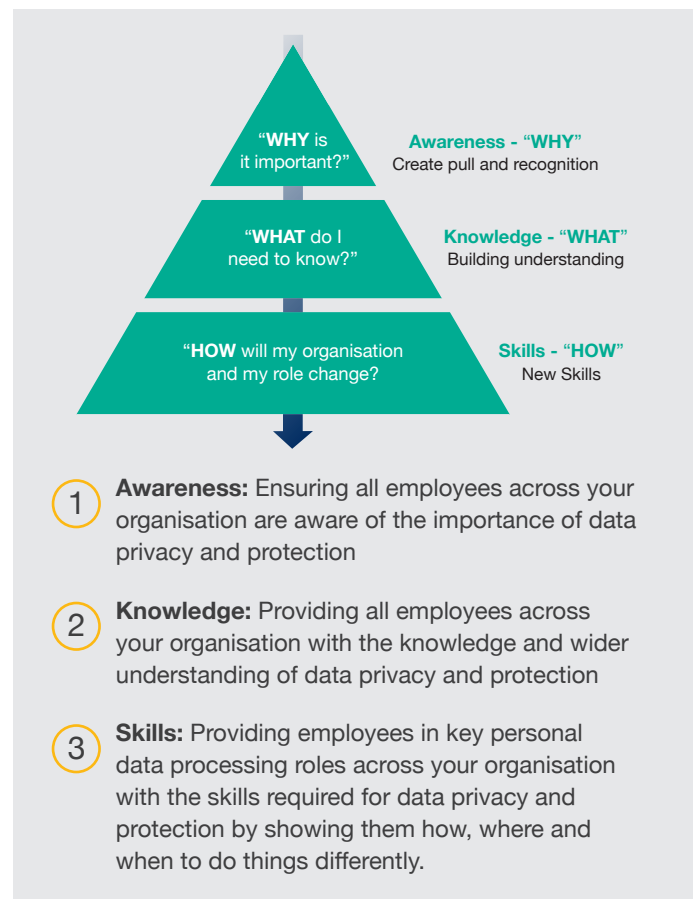 “WHY is
it important?”
Awareness - “WHY”
Create pull and recognition
“WHAT do I
need to know?”
Knowledge - “WHAT”
Building understanding
“HOW will my organisation
and my role change?
Skills - “HOW”
New Skills
1
Awareness: Ensuring all employees across your
organisation are aware of the importance of data
privacy and protection
2
Knowledge: Providing all employees across
your organisation with the knowledge and wider
understanding of data privacy and protection
3
Skills: Providing employees in key personal
data processing roles across your organisation
with the skills required for data privacy and
protection by showing them how, where and
when to do things differently.